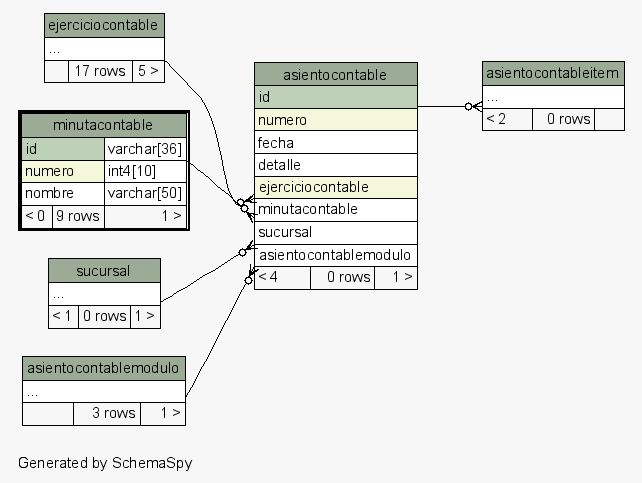 ejerciciocontable
...
17 rows 5 >
minutacontable
id varchar[36]
numero int4[10]
nombre varchar[50]
< 0 9 rows 1 >
sucursal
...
< 1 0 rows 1 >
asientocontablemodulo
...
3 rows 1 >
asientocontable
id
numero
fecha
detalle
ejerciciocontable
minutacontable
sucursal
asientocontablemodulo
< 4 0 rows 1 >
asientocontableitem
...
< 2 0 rows
Generated by SchemaSpy